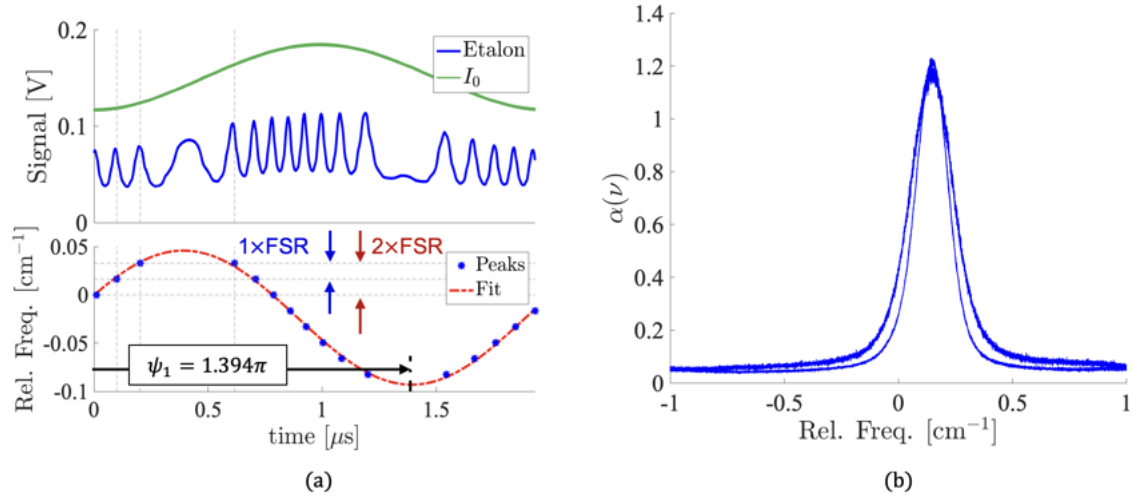 0.2
0.1
0
Signal [V]
Etalon
I₀
0.05
0
-0.05
-0.1
Rel. Freq. [cm⁻¹]
1×FSR
2×FSR
Peaks
Fit
ψ₁ = 1.394π
0 0.5 1 1.5
time [μs]
(a)
1.4
1.2
1
0.8
0.6
0.4
0.2
0
α(ν)
-1 -0.5 0 0.5 1
Rel. Freq. [cm⁻¹]
(b)